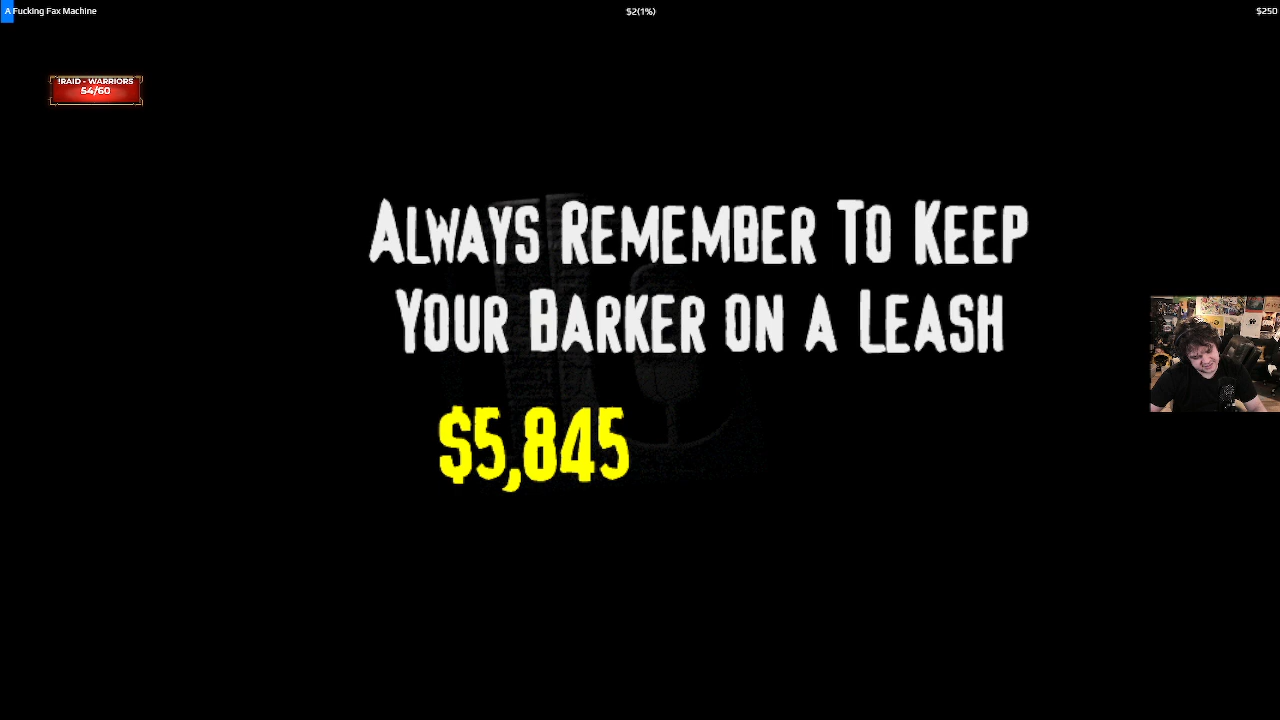 A Fucking Fax Machine
$2(1%)
$250
!RAID - WARRIORS
54/60
Always Remember To Keep
Your Barker on a Leash
$5,845